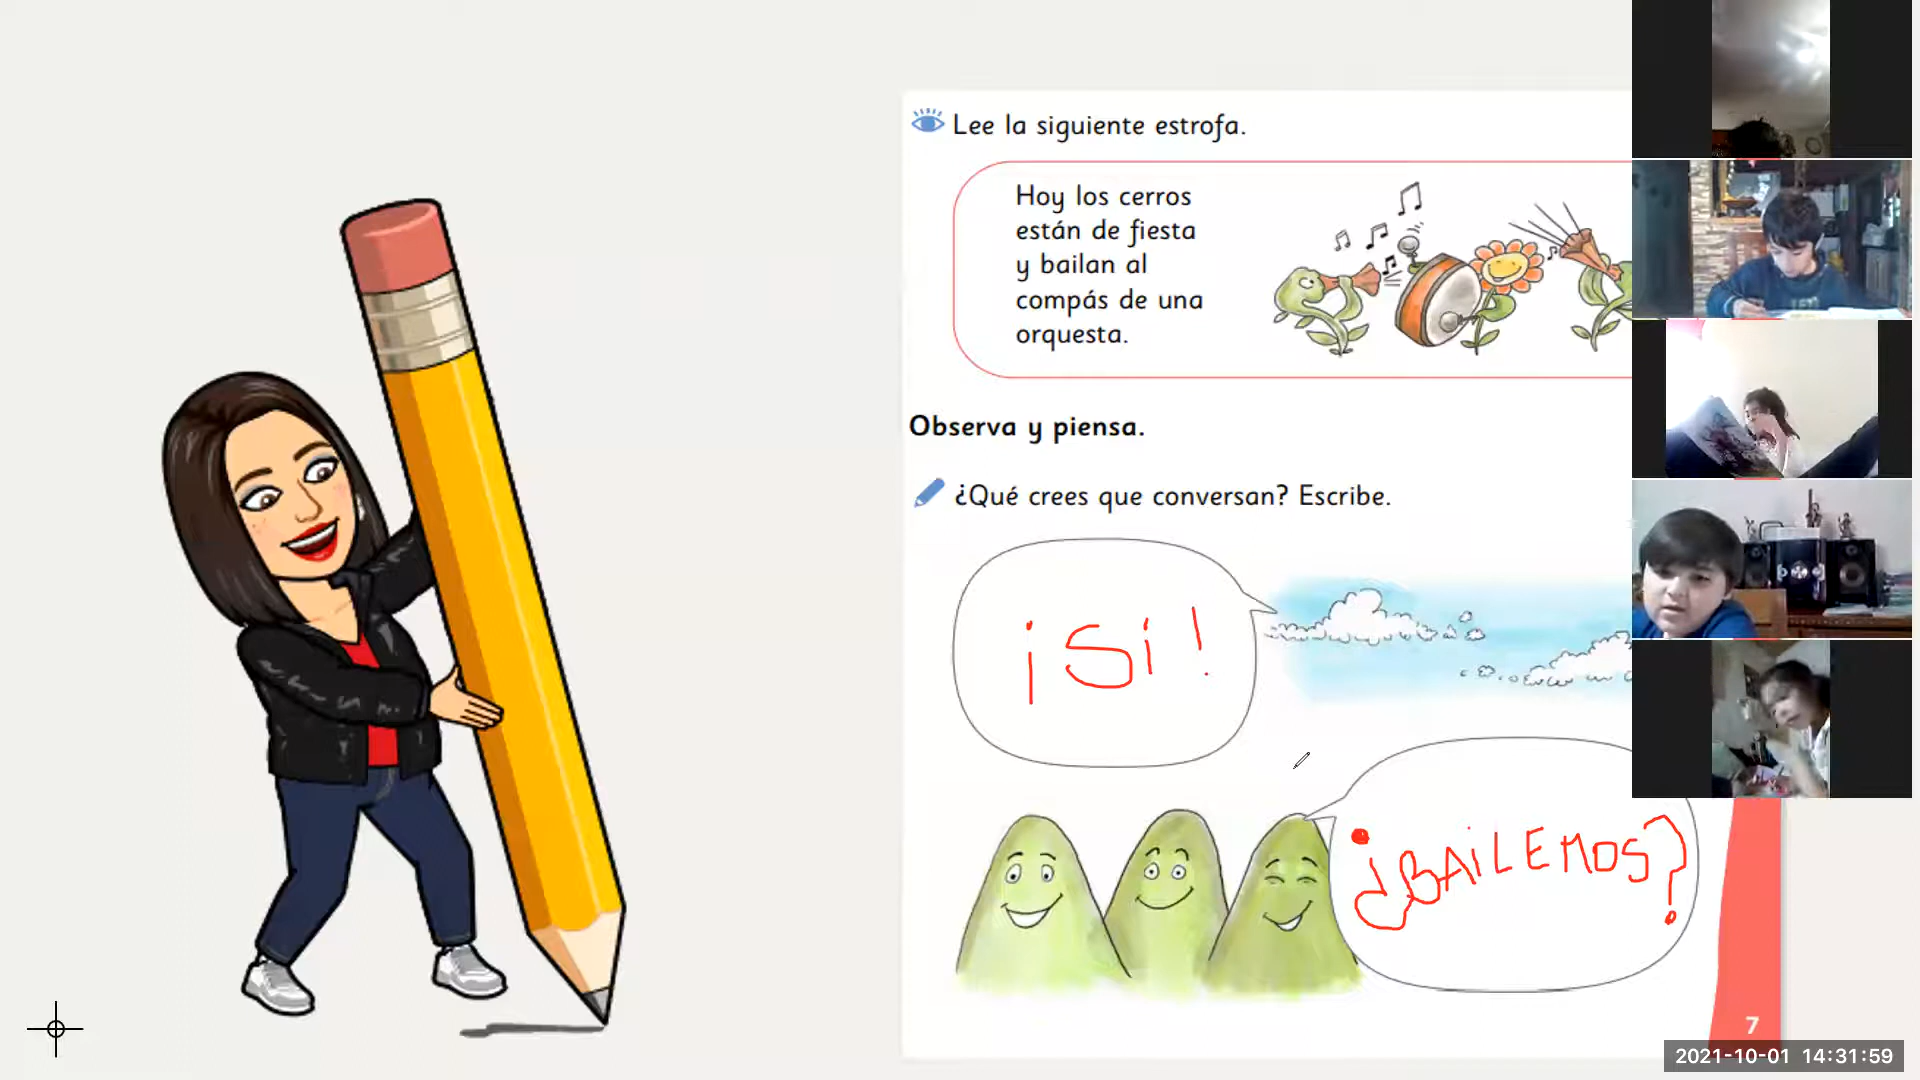 Lee la siguiente estrofa.
Hoy los cerros
están de fiesta
y bailan al
compás de una
orquesta.
Observa y piensa.
¿Qué crees que conversan? Escribe.
¡Si!
¿BAiLEMOS?
7
2021-10-01 14:31:59